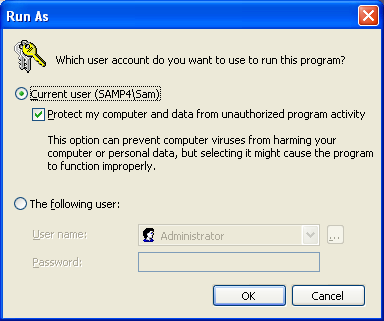 Run As
Which user account do you want to use to run this program?
Current user (SAMP4\Sam)
Protect my computer and data from unauthorized program activity
This option can prevent computer viruses from harming your
computer or personal data, but selecting it might cause the program
to function improperly.
The following user:
User name:
Administrator
...
Password:
OK
Cancel